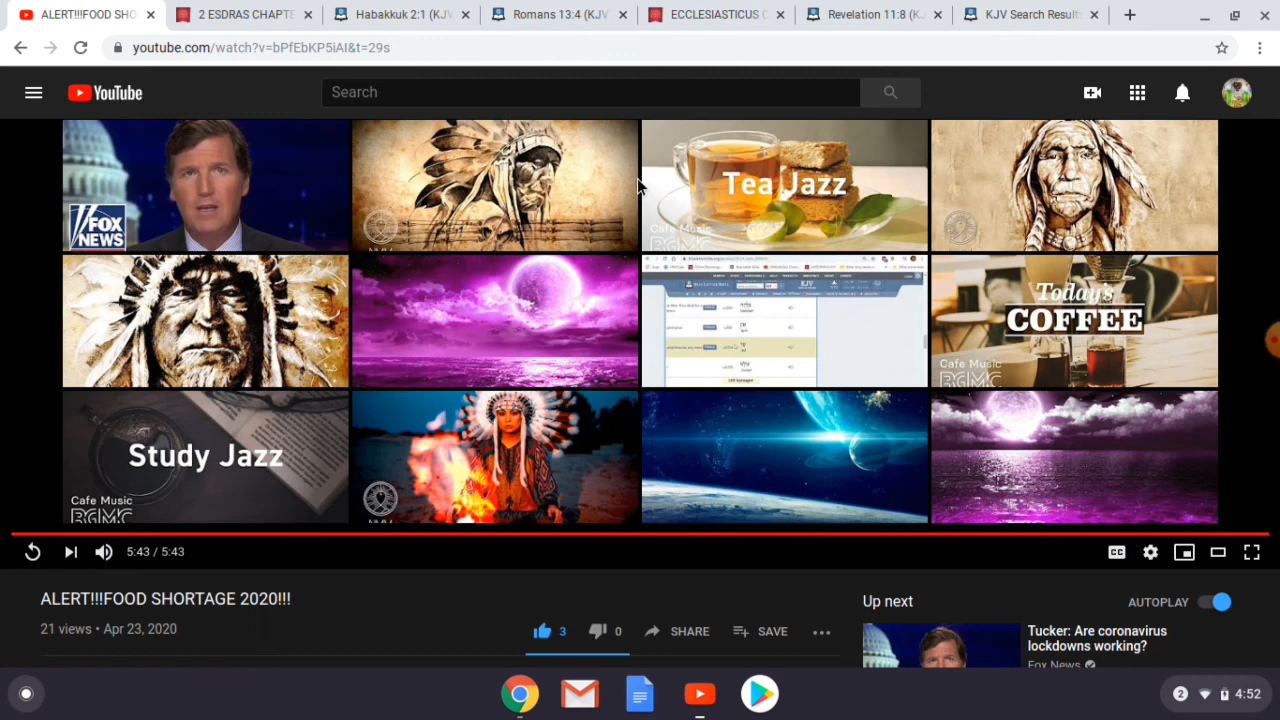 ALERT!!!FOOD SHO
2 ESDRAS CHAPTE
Habakkuk 2:1 (KJV
Romans 13:4 (KJV
ECCLESIASTICUS C
Revelation 11:8 (KJ
KJV Search Results
youtube.com/watch?v=bPfEbKP5iAI&t=29s
YouTube
Search
FOX
NEWS
Tea Jazz
Cafe Music
BGMC
Today's
COFFEE
Cafe Music
BGMC
Study Jazz
Cafe Music
BGMC
5:43 / 5:43
CC
ALERT!!!FOOD SHORTAGE 2020!!!
21 views • Apr 23, 2020
3
0
SHARE
SAVE
Up next
AUTOPLAY
Tucker: Are coronavirus
lockdowns working?
Fox News
2
4:52